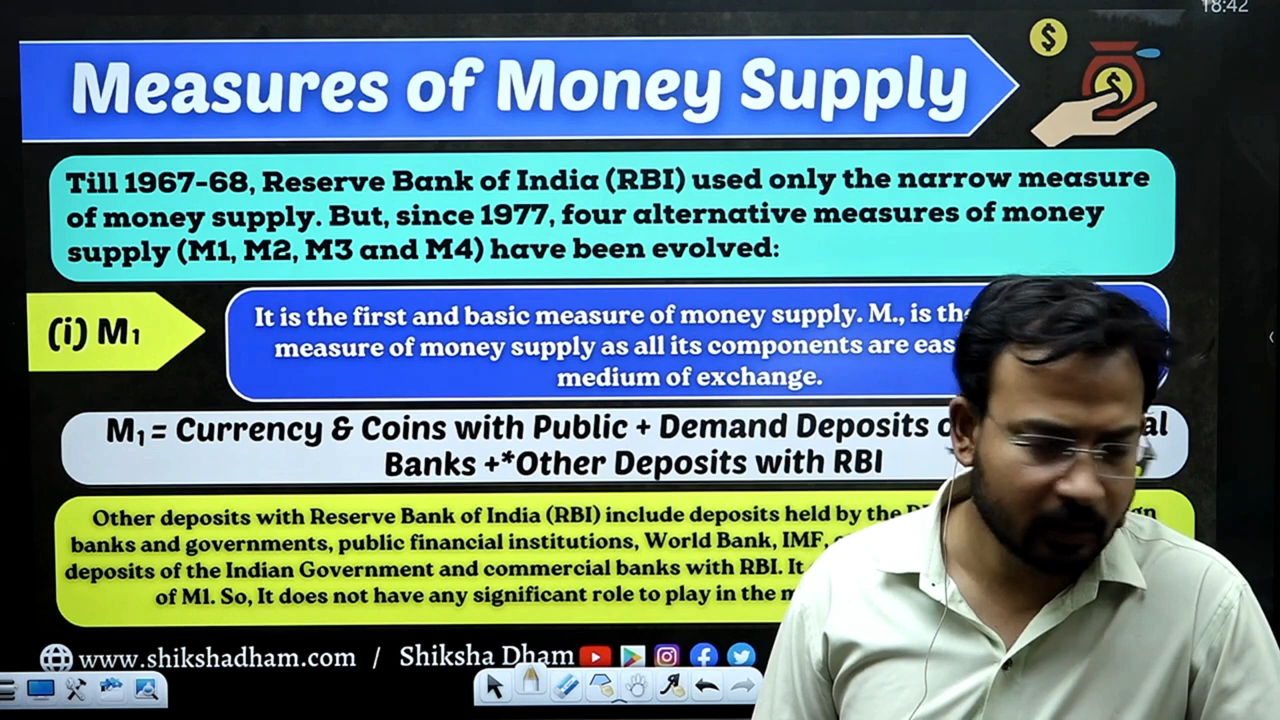 18:42
Measures of Money Supply
Till 1967-68, Reserve Bank of India (RBI) used only the narrow measure
of money supply. But, since 1977, four alternative measures of money
supply (M1, M2, M3 and M4) have been evolved:
(i) M₁
It is the first and basic measure of money supply. M., is
measure of money supply as all its components are
medium of exchange.
M₁ = Currency & Coins with Public + Demand Deposits
Banks +*Other Deposits with RBI
Other deposits with Reserve Bank of India (RBI) include deposits held by the
banks and governments, public financial institutions, World Bank, IMF,
deposits of the Indian Government and commercial banks with RBI. It
of M1. So, It does not have any significant role to play in the
www.shikshadham.com / Shiksha Dham